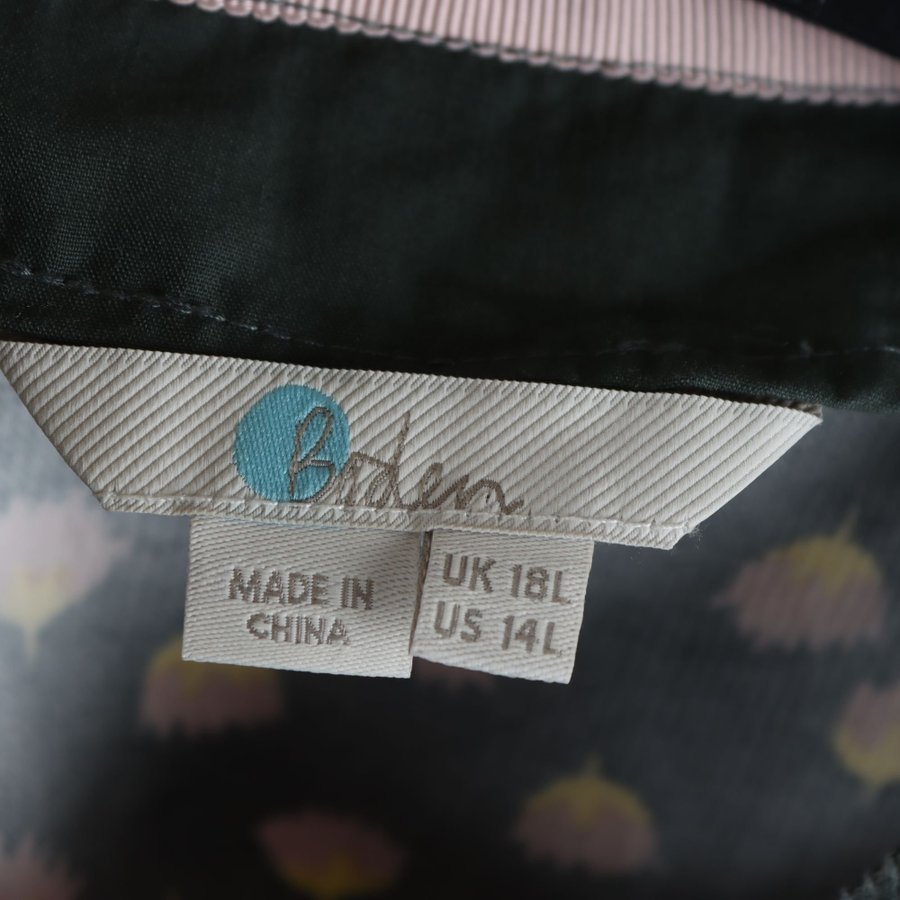 Boden
MADE IN
CHINA
UK 18L
US 14L